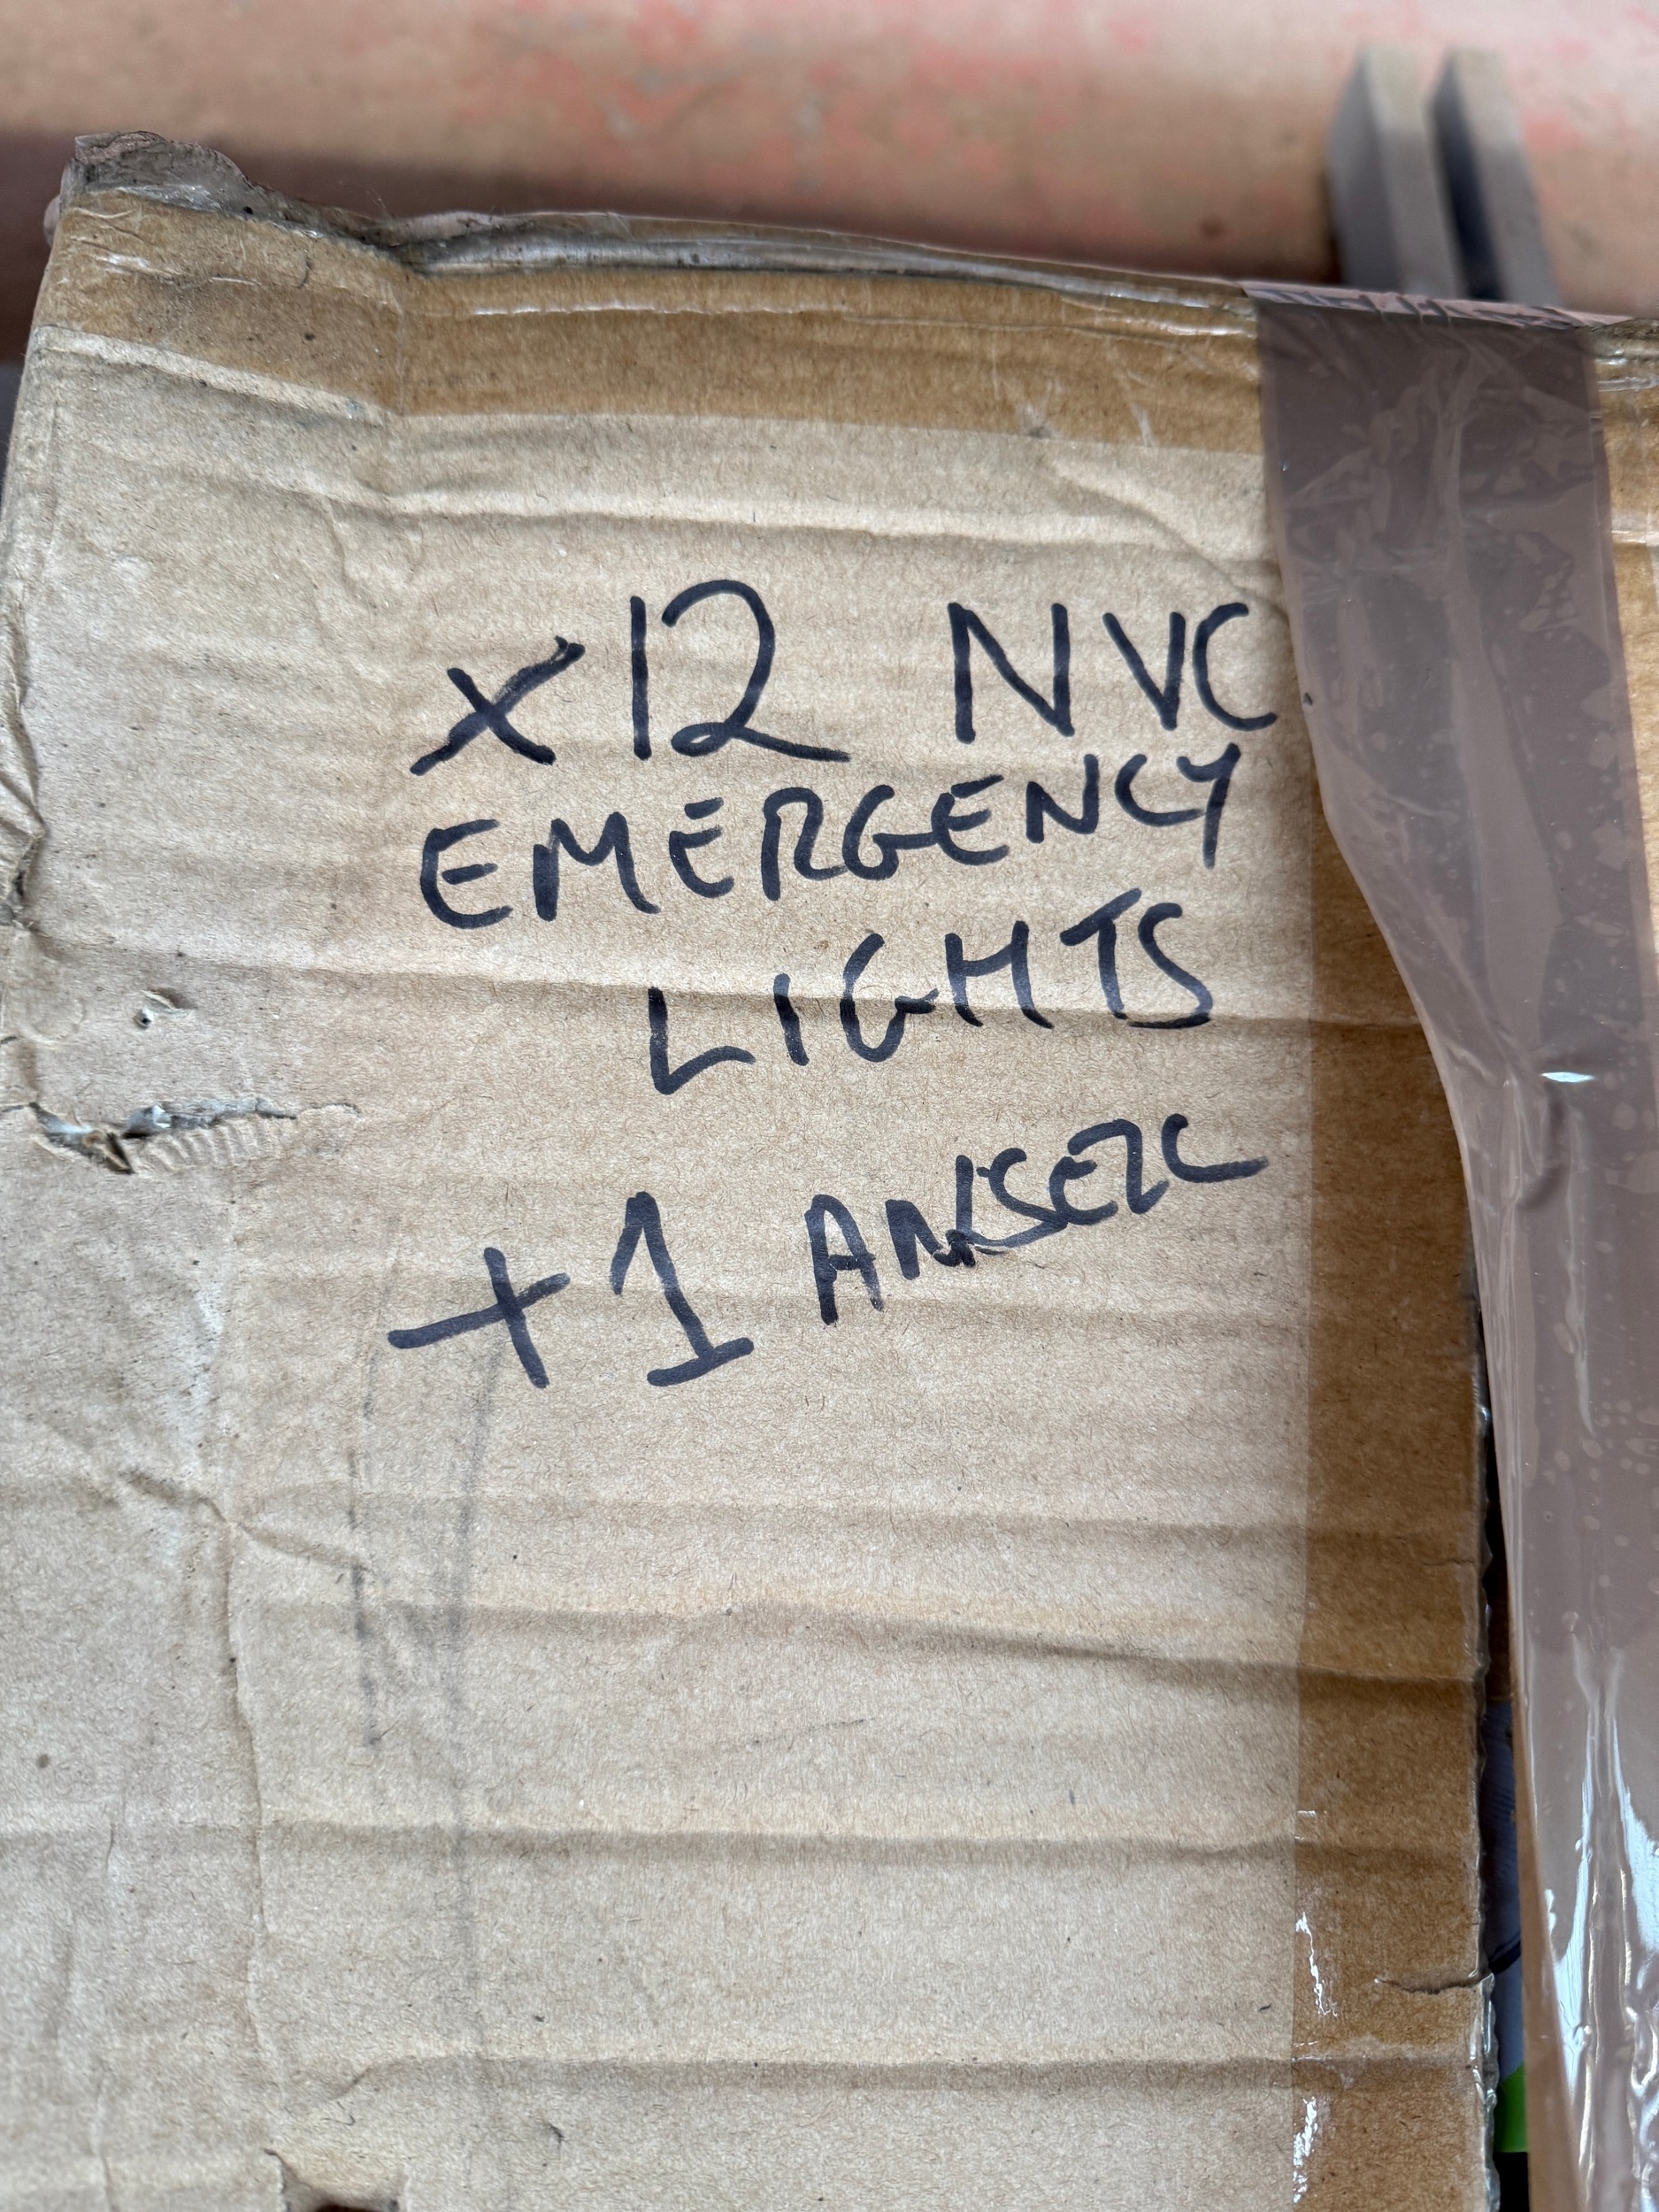 x12 NVC
EMERGENCY
LIGHTS
+1 ANSELL